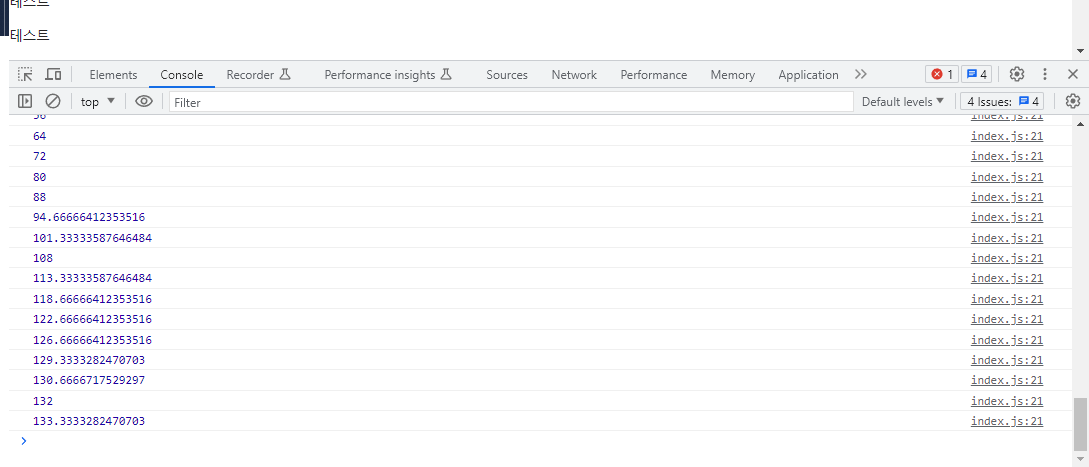 테스트
테스트
Elements Console Recorder Performance insights Sources Network Performance Memory Application 1 4
top Filter Default levels 4 Issues: 4
56 index.js:21
64 index.js:21
72 index.js:21
80 index.js:21
88 index.js:21
94.66666412353516 index.js:21
101.33333587646484 index.js:21
108 index.js:21
113.33333587646484 index.js:21
118.66666412353516 index.js:21
122.66666412353516 index.js:21
126.66666412353516 index.js:21
129.3333282470703 index.js:21
130.6666717529297 index.js:21
132 index.js:21
133.3333282470703 index.js:21